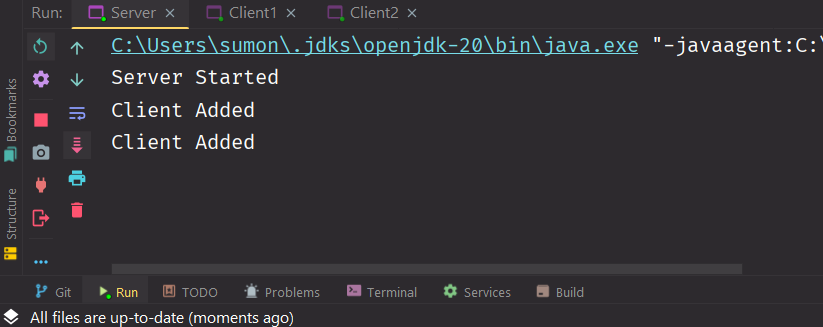 Run: Server × Client1 × Client2 ×
C:\Users\sumon\.jdks\openjdk-20\bin\java.exe "-javaagent:C:\
Server Started
Client Added
Client Added
Bookmarks
Structure
Git Run TODO Problems Terminal Services Build
All files are up-to-date (moments ago)